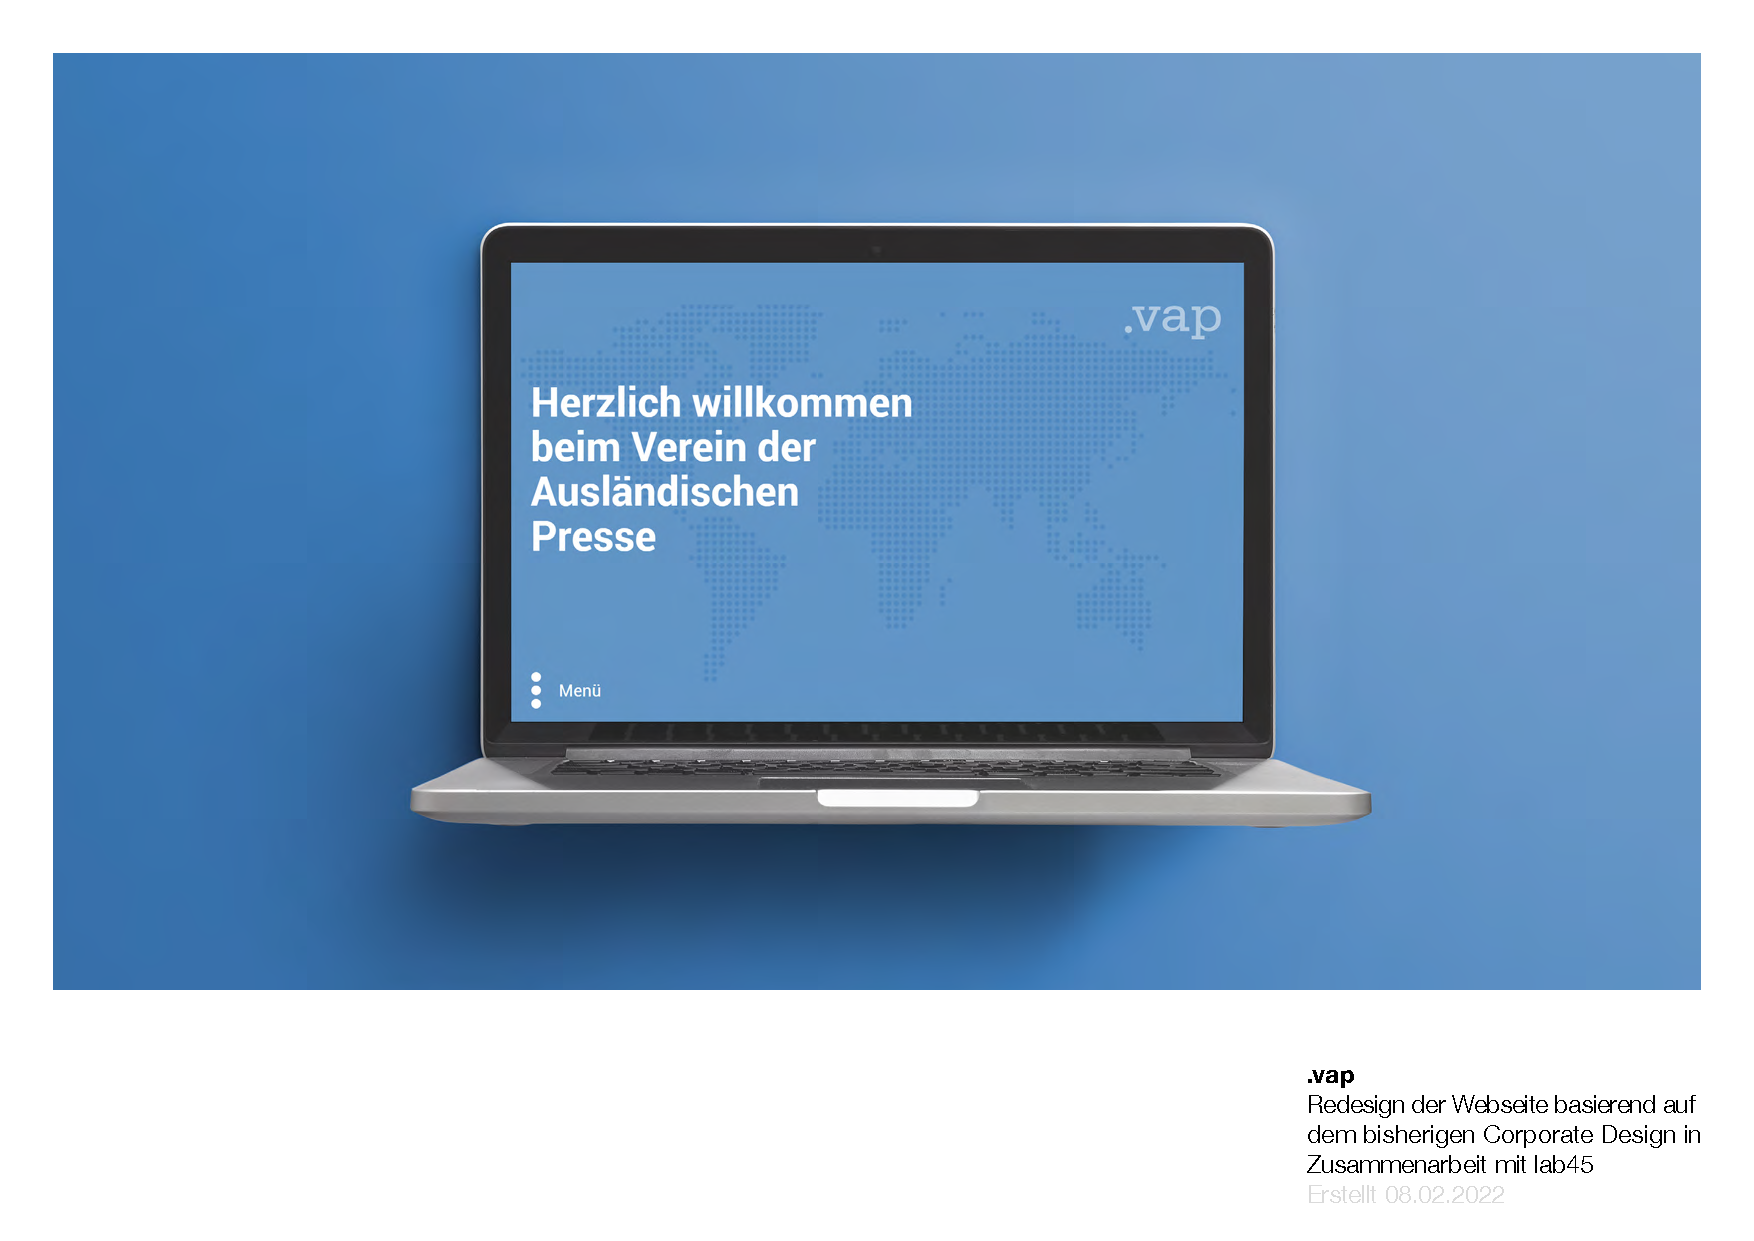 .vap
Herzlich willkommen
beim Verein der
Ausländischen
Presse
Menü
.vap
Redesign der Webseite basierend auf
dem bisherigen Corporate Design in
Zusammenarbeit mit lab45
Erstellt 08.02.2022